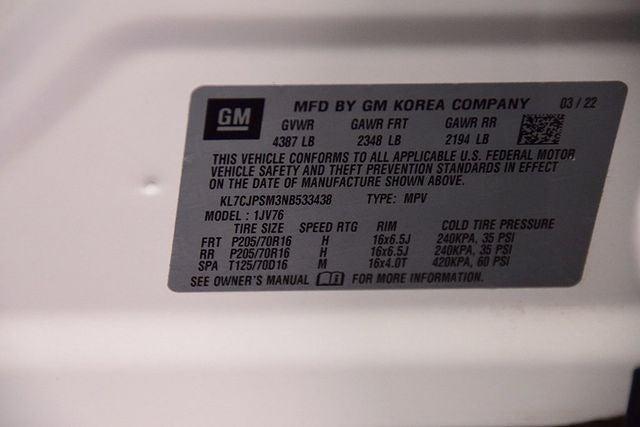 GM MFD BY GM KOREA COMPANY 03/22
GVWR GAWR FRT GAWR RR
4387 LB 2348 LB 2194 LB
THIS VEHICLE CONFORMS TO ALL APPLICABLE U.S. FEDERAL MOTOR
VEHICLE SAFETY AND THEFT PREVENTION STANDARDS IN EFFECT
ON THE DATE OF MANUFACTURE SHOWN ABOVE.
KL7CJPSM3NB533438 TYPE: MPV
MODEL: 1JV76
TIRE SIZE SPEED RTG RIM COLD TIRE PRESSURE
FRT P205/70R16 H 16x6.5J 240KPA, 35 PSI
RR P205/70R16 H 16x6.5J 240KPA, 35 PSI
SPA T125/70D16 M 16x4.0T 420KPA, 60 PSI
SEE OWNER'S MANUAL FOR MORE INFORMATION.